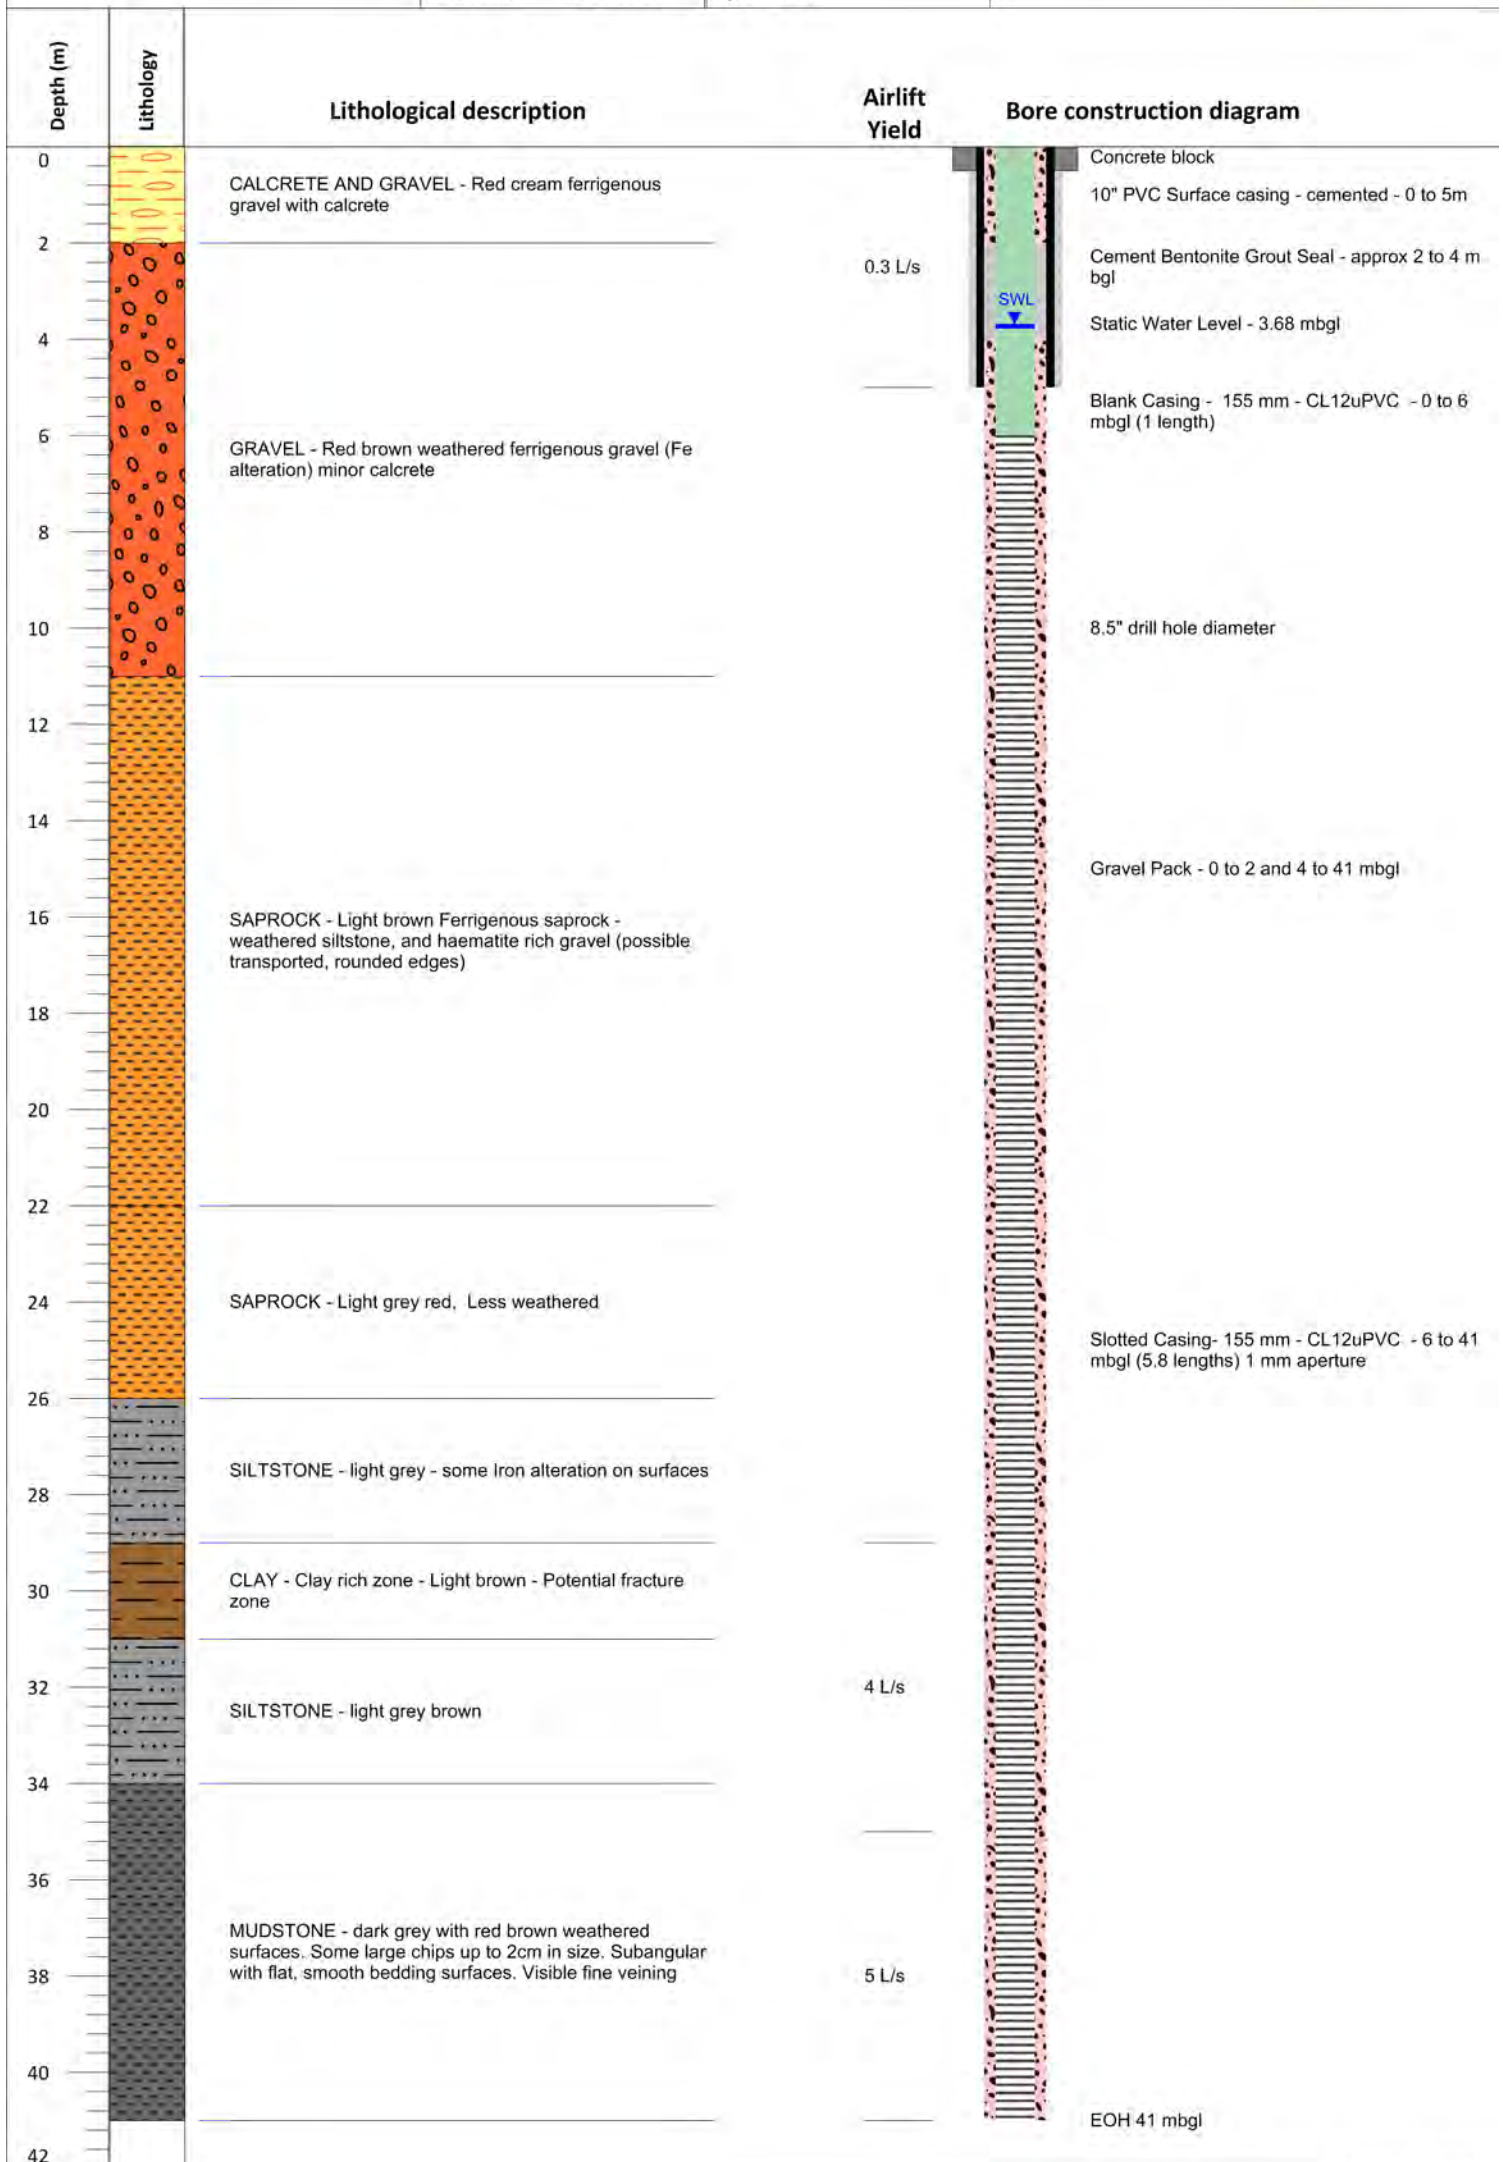 Depth (m)
Lithology
Lithological description
Airlift
Yield
Bore construction diagram
0
CALCRETE AND GRAVEL - Red cream ferrigenous
gravel with calcrete
Concrete block
10" PVC Surface casing - cemented - 0 to 5m
2
0.3 L/s
Cement Bentonite Grout Seal - approx 2 to 4 m
bgl
SWL
Static Water Level - 3.68 mbgl
4
Blank Casing - 155 mm - CL12uPVC - 0 to 6
mbgl (1 length)
6
GRAVEL - Red brown weathered ferrigenous gravel (Fe
alteration) minor calcrete
8
10
8.5" drill hole diameter
12
14
Gravel Pack - 0 to 2 and 4 to 41 mbgl
16
SAPROCK - Light brown Ferrigenous saprock -
weathered siltstone, and haematite rich gravel (possible
transported, rounded edges)
18
20
22
24
SAPROCK - Light grey red, Less weathered
Slotted Casing- 155 mm - CL12uPVC - 6 to 41
mbgl (5.8 lengths) 1 mm aperture
26
SILTSTONE - light grey - some Iron alteration on surfaces
28
CLAY - Clay rich zone - Light brown - Potential fracture
zone
30
32
4 L/s
SILTSTONE - light grey brown
34
36
MUDSTONE - dark grey with red brown weathered
surfaces. Some large chips up to 2cm in size. Subangular
with flat, smooth bedding surfaces. Visible fine veining
38
5 L/s
40
EOH 41 mbgl
42